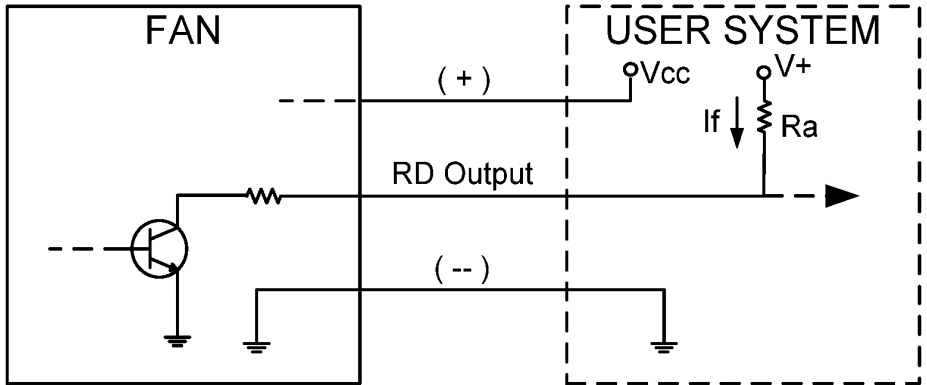 FAN
USER SYSTEM
( + )
Vcc
V+
If
Ra
RD Output
( -- )